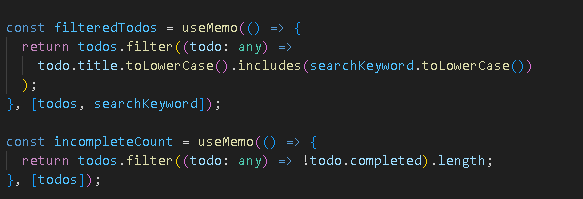 const filteredTodos = useMemo(() => {
  return todos.filter((todo: any) =>
    todo.title.toLowerCase().includes(searchKeyword.toLowerCase())
  );
}, [todos, searchKeyword]);

const incompleteCount = useMemo(() => {
  return todos.filter((todo: any) => !todo.completed).length;
}, [todos]);